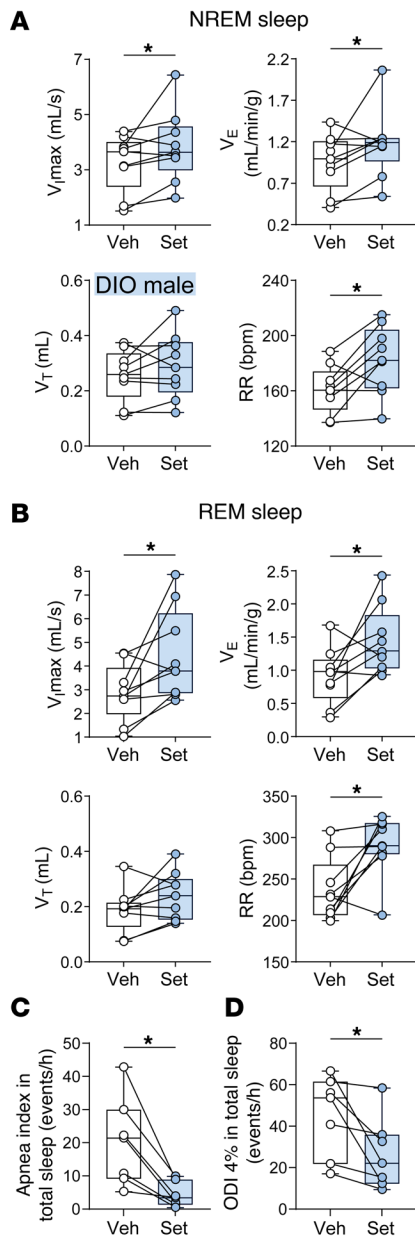 A
NREM sleep
VImax (mL/s)
7
5
3
1
*
Veh
Set
VE
(mL/min/g)
2.2
1.7
1.2
0.7
0.2
*
Veh
Set
DIO male
VT (mL)
0.6
0.4
0.2
0.0
Veh
Set
RR (bpm)
240
200
160
120
*
Veh
Set
B
REM sleep
VImax (mL/s)
8
7
6
5
4
3
2
1
*
Veh
Set
VE
(mL/min/g)
2.5
2.0
1.5
1.0
0.5
0.0
*
Veh
Set
VT (mL)
0.6
0.4
0.2
0.0
Veh
Set
RR (bpm)
350
300
250
200
150
*
Veh
Set
C
Apnea index in
total sleep (events/h)
50
40
30
20
10
0
*
Veh
Set
D
ODI 4% in total sleep
(events/h)
80
60
40
20
0
*
Veh
Set